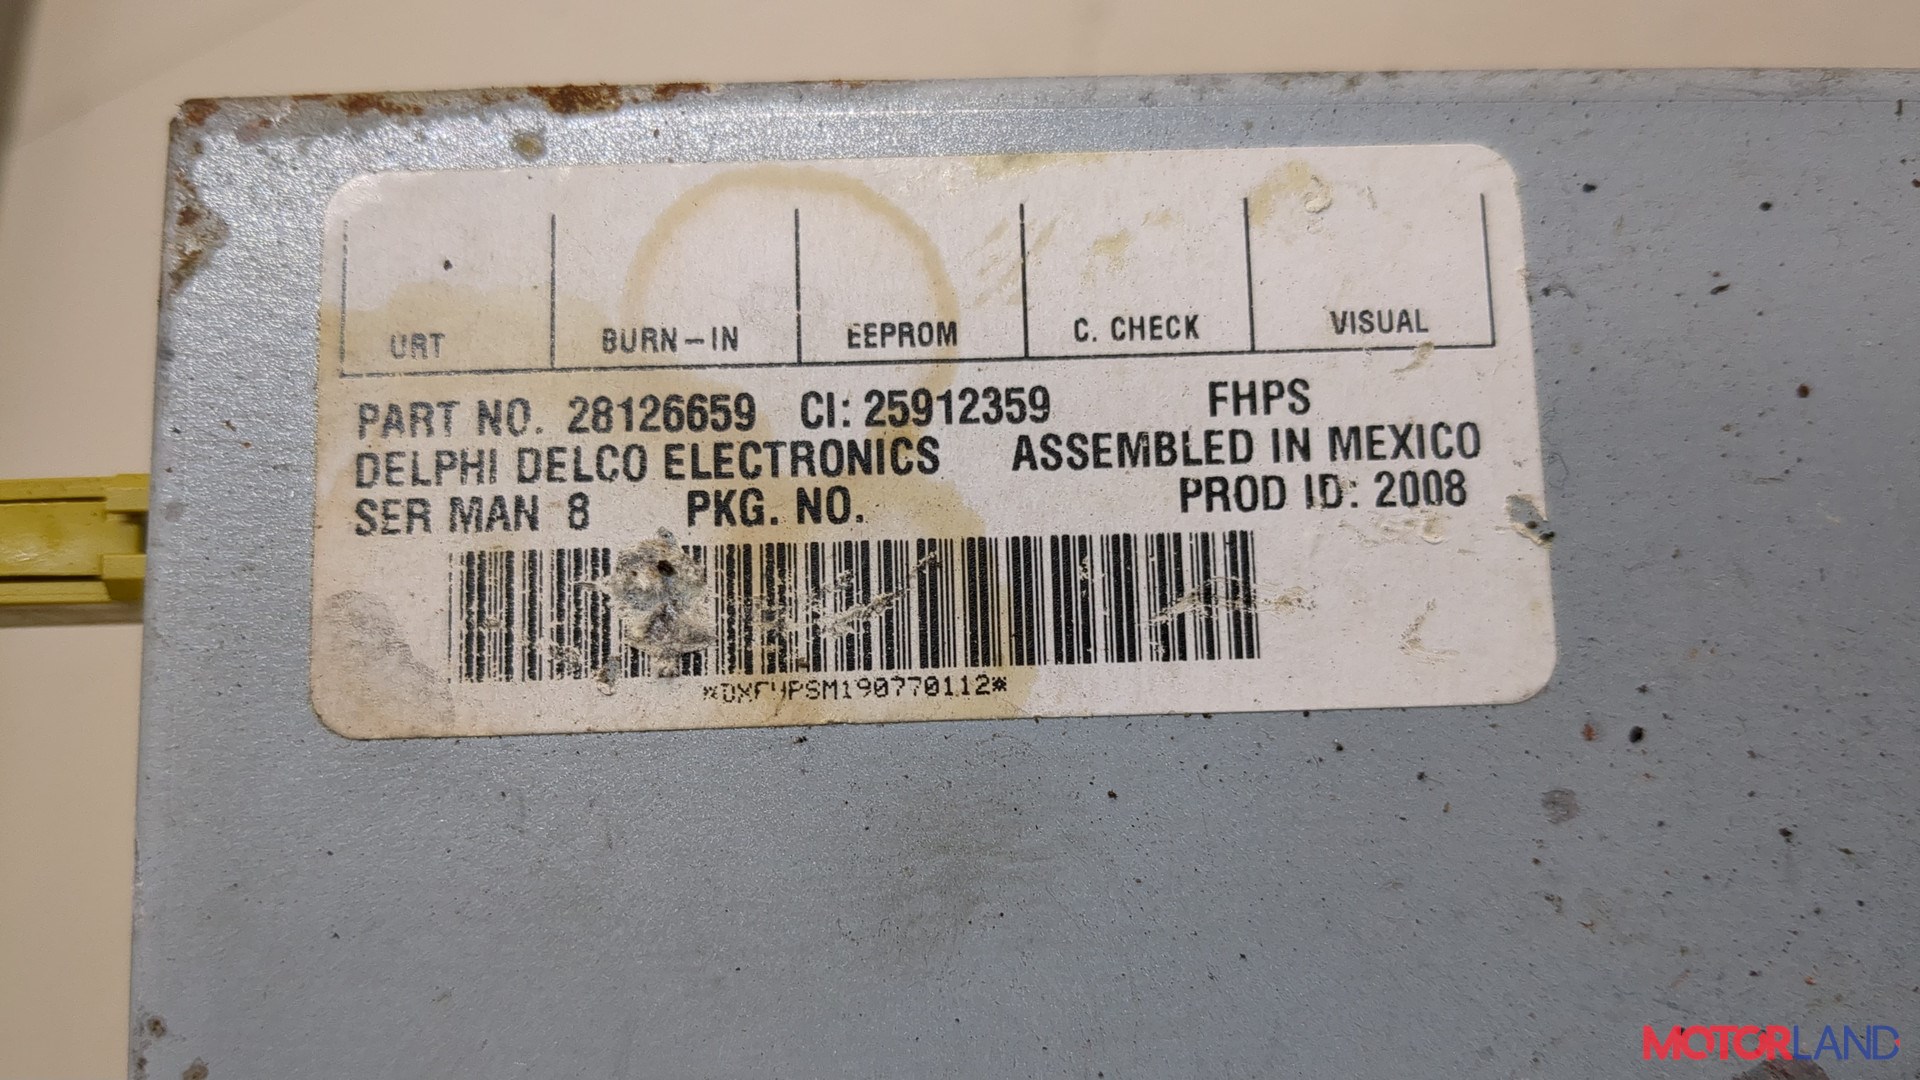 URT BURN-IN EEPROM C. CHECK VISUAL
PART NO. 28126659 CI: 25912359 FHPS
DELPHI DELCO ELECTRONICS ASSEMBLED IN MEXICO
SER MAN 8 PKG. NO. PROD ID: 2008
*DXFHPSM190770112*
MOTORLAND